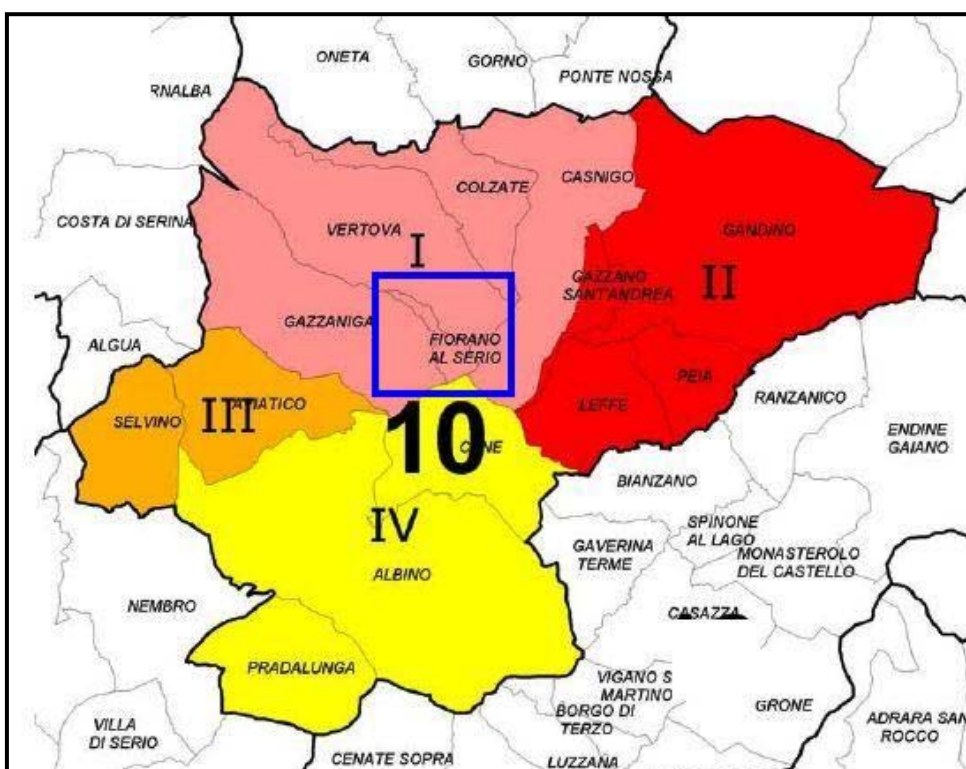 ONETA
GORNO
PONTE NOSSA
RNALBA
COLZATE
CASNIGO
COSTA DI SERINA
VERTOVA
I
GANDINO
GAZZANO
SANT'ANDREA
II
GAZZANIGA
FIORANO
AL SERIO
ALGUA
PEIA
LEFFE
RANZANICO
SELVINO
III
10
ENDINE
GAIANO
BIANZANO
SPINONE
AL LAGO
IV
GAVERINA
TERME
MONASTEROLO
DEL CASTELLO
ALBINO
NEMBRO
CASAZZA
PRADALUNGA
VIGANO S
MARTINO
GRONE
BORGO DI
TERZO
VILLA
DI SERIO
ADRARA SAN
ROCCO
CENATE SOPRA
LUZZANA